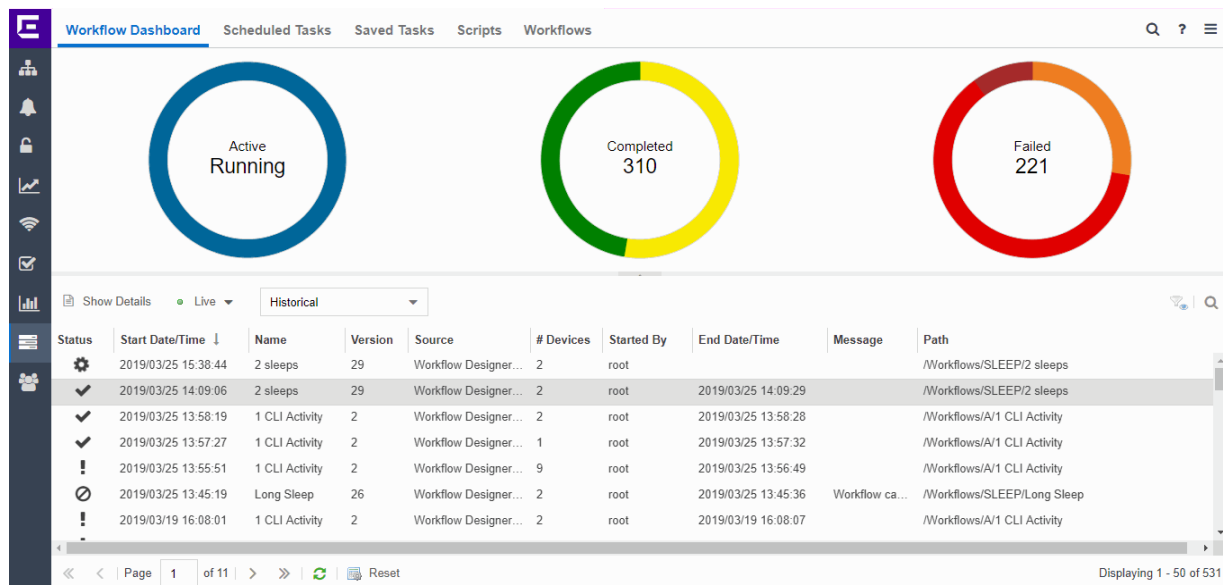 Workflow Dashboard Scheduled Tasks Saved Tasks Scripts Workflows ?
Active
Running
Completed
310
Failed
221
Show Details Live Historical
Status Start Date/Time Name Version Source # Devices Started By End Date/Time Message Path
2019/03/25 15:38:44 2 sleeps 29 Workflow Designer... 2 root /Workflows/SLEEP/2 sleeps
2019/03/25 14:09:06 2 sleeps 29 Workflow Designer... 2 root 2019/03/25 14:09:29 /Workflows/SLEEP/2 sleeps
2019/03/25 13:58:19 1 CLI Activity 2 Workflow Designer... 2 root 2019/03/25 13:58:28 /Workflows/A/1 CLI Activity
2019/03/25 13:57:27 1 CLI Activity 2 Workflow Designer... 1 root 2019/03/25 13:57:32 /Workflows/A/1 CLI Activity
2019/03/25 13:55:51 1 CLI Activity 2 Workflow Designer... 9 root 2019/03/25 13:56:49 /Workflows/A/1 CLI Activity
2019/03/25 13:45:19 Long Sleep 26 Workflow Designer... 2 root 2019/03/25 13:45:36 Workflow ca... /Workflows/SLEEP/Long Sleep
2019/03/19 16:08:01 1 CLI Activity 2 Workflow Designer... 2 root 2019/03/19 16:08:07 /Workflows/A/1 CLI Activity
Page 1 of 11 Reset Displaying 1 - 50 of 531